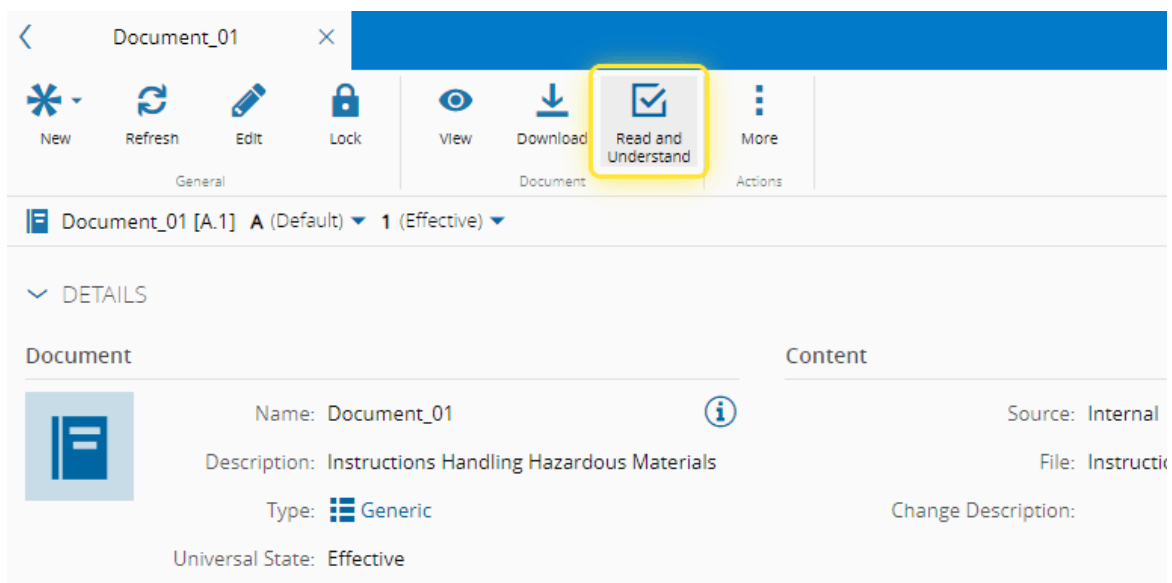 Document_01
New Refresh Edit Lock View Download Read and Understand More
General Document Actions
Document_01 [A.1] A (Default) 1 (Effective)
DETAILS
Document Content
Name: Document_01 Source: Internal
Description: Instructions Handling Hazardous Materials File: Instructio
Type: Generic Change Description:
Universal State: Effective